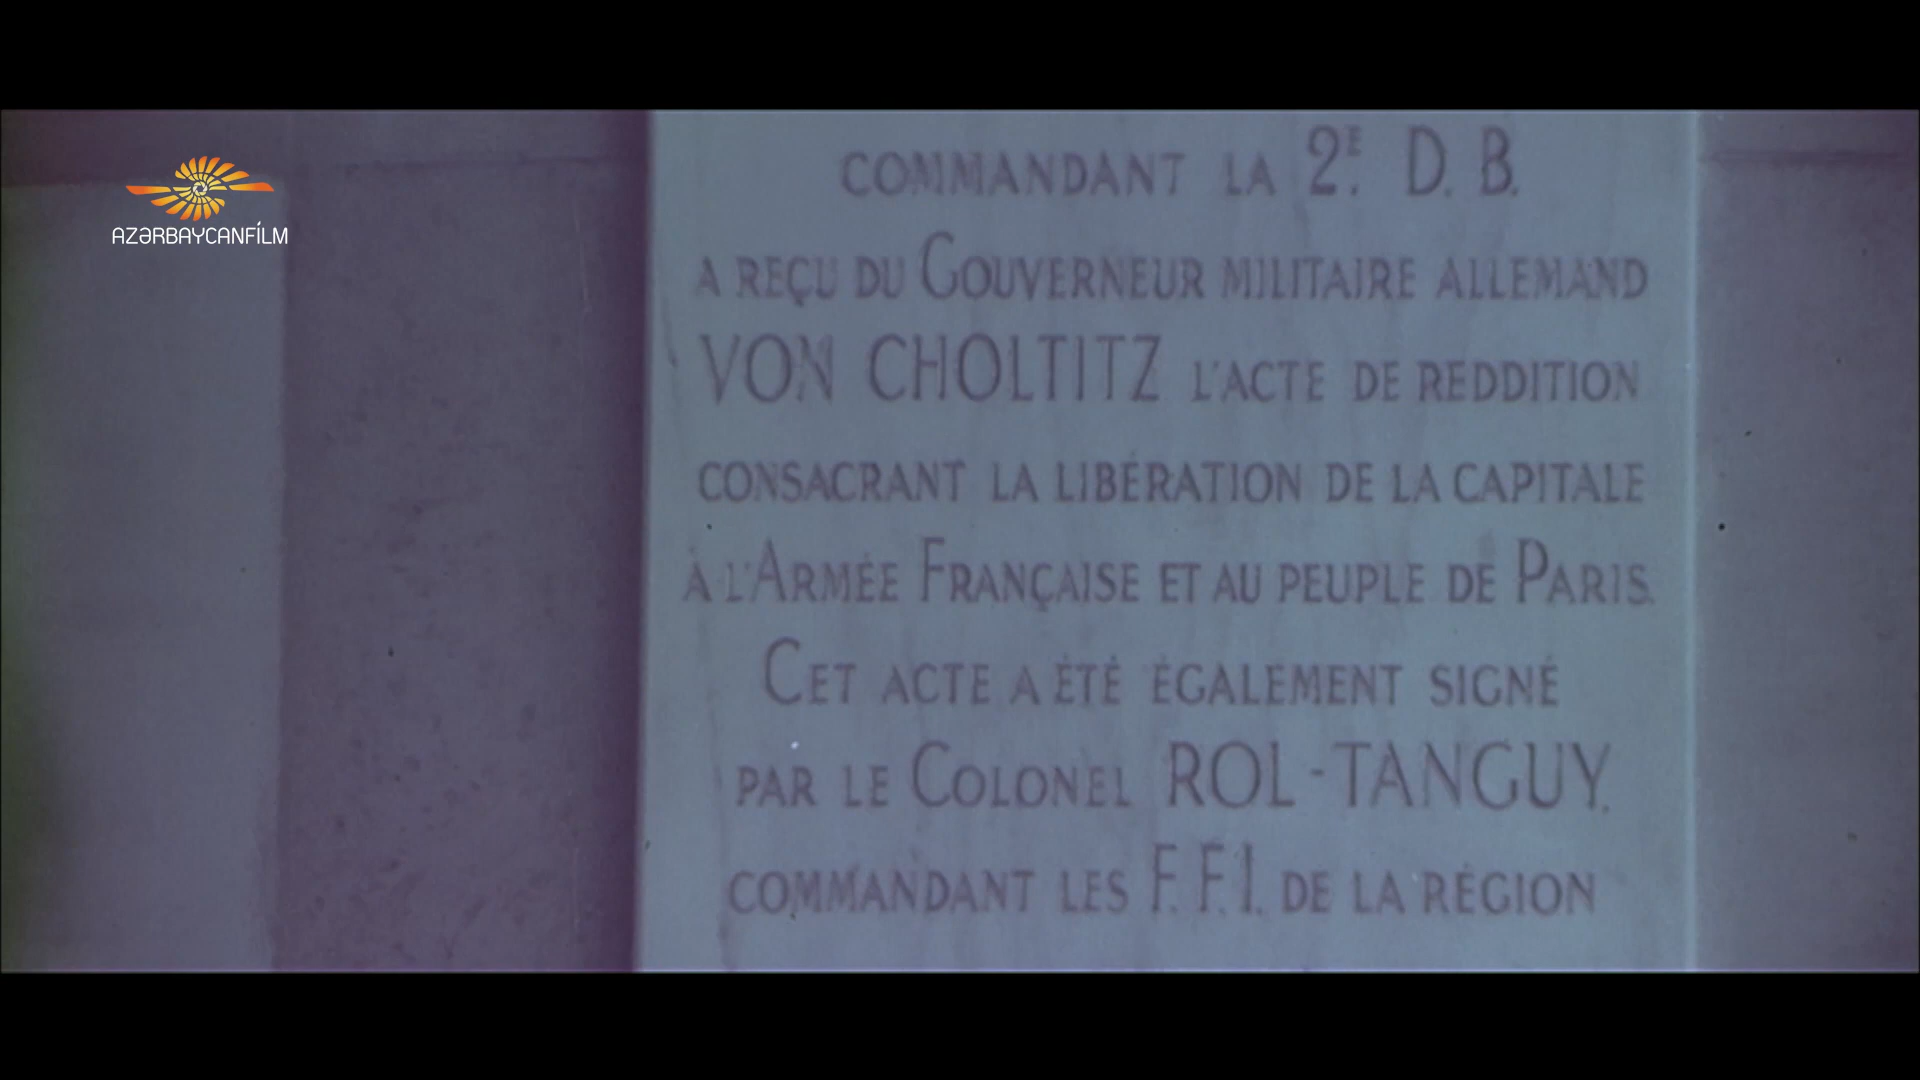 AZƏRBAYCANFİLM
COMMANDANT LA 2E. D. B.
A REÇU DU GOUVERNEUR MILITAIRE ALLEMAND
VON CHOLTITZ L'ACTE DE REDDITION
CONSACRANT LA LIBÉRATION DE LA CAPITALE
À L'ARMÉE FRANÇAISE ET AU PEUPLE DE PARIS.
CET ACTE A ÉTÉ ÉGALEMENT SIGNÉ
PAR LE COLONEL ROL-TANGUY,
COMMANDANT LES F. F. I. DE LA RÉGION